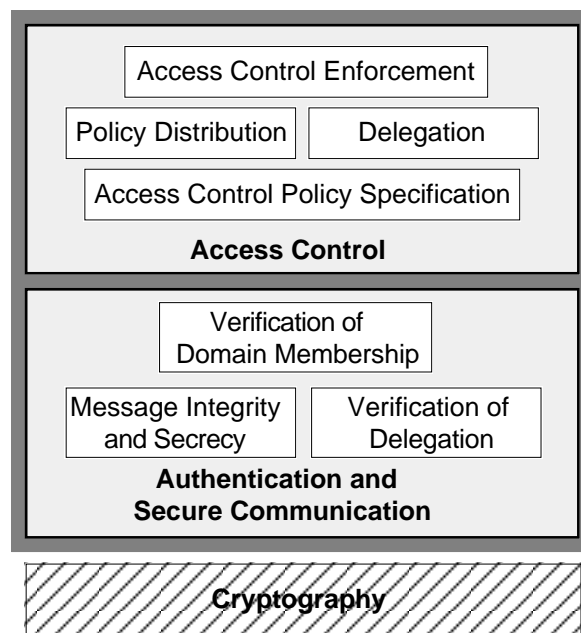 Access Control Enforcement
Policy Distribution
Delegation
Access Control Policy Specification
Access Control
Verification of
Domain Membership
Message Integrity
and Secrecy
Verification of
Delegation
Authentication and
Secure Communication
Cryptography